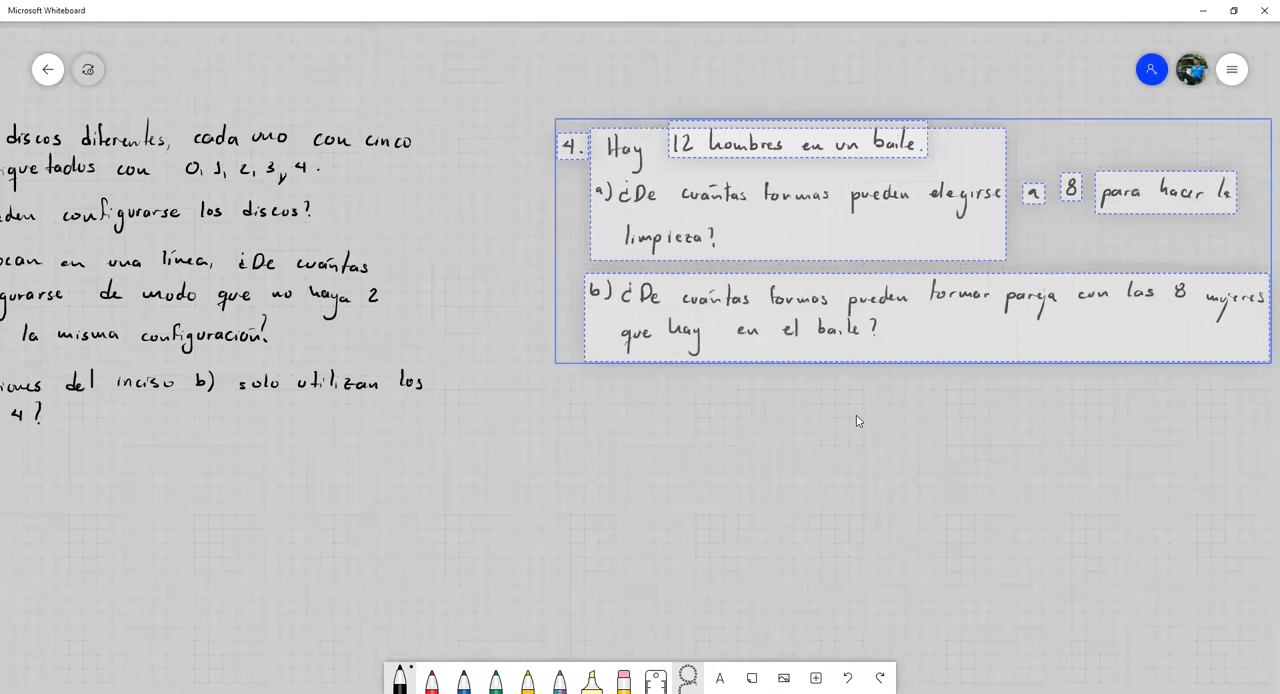 Microsoft Whiteboard
discos diferentes, cada uno con cinco
quetados con 0, 1, 2, 3, 4.
den configurarse los discos?
ocan en una línea, ¿De cuántas
gurarse de modo que no haya 2
la misma configuración?
iones del inciso b) solo utilizan los
4?
4. Hay 12 hombres en un baile.
a) ¿De cuántas formas pueden elegirse a 8 para hacer la
limpieza?
b) ¿De cuántas formas pueden formar pareja con las 8 mujeres
que hay en el baile?